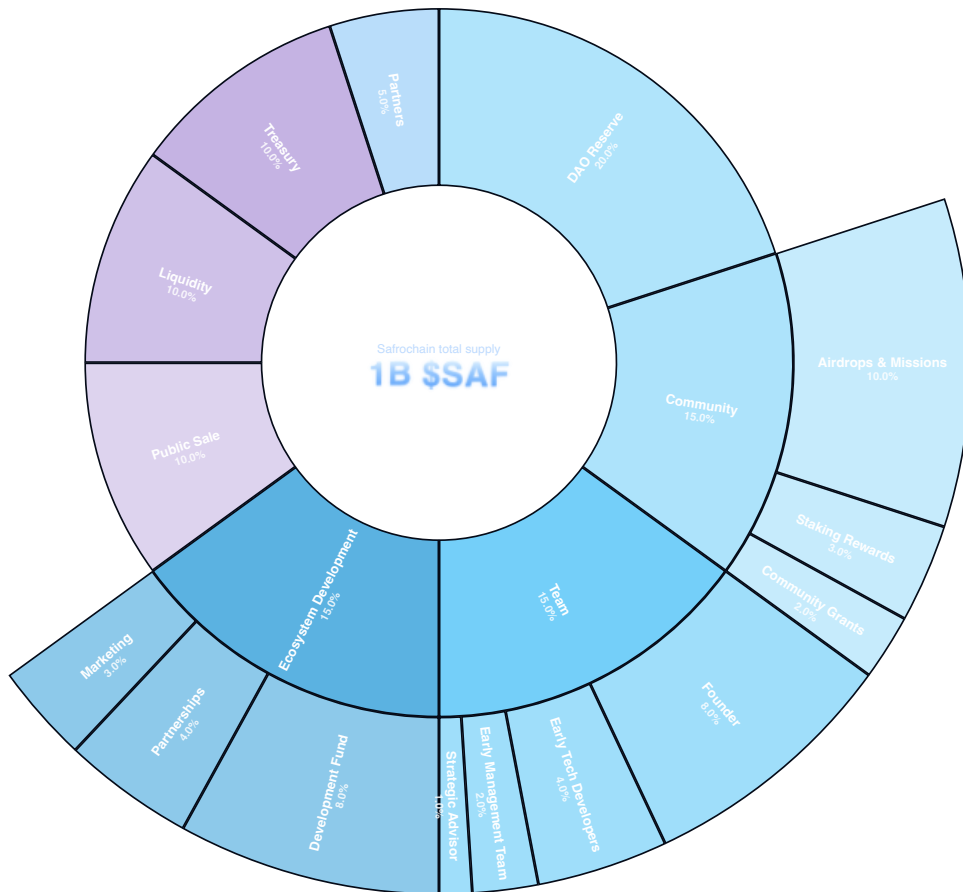 Partners
5.0%
DAO Reserve
20.0%
Treasury
10.0%
Liquidity
10.0%
Safrochain total supply
1B $SAF
Airdrops & Missions
10.0%
Community
15.0%
Public Sale
10.0%
Staking Rewards
3.0%
Community Grants
2.0%
Ecosystem Development
15.0%
Team
15.0%
Marketing
3.0%
Partnerships
4.0%
Development Fund
8.0%
Strategic Advisor
1.0%
Early Management Team
2.0%
Early Tech Developers
4.0%
Founder
8.0%